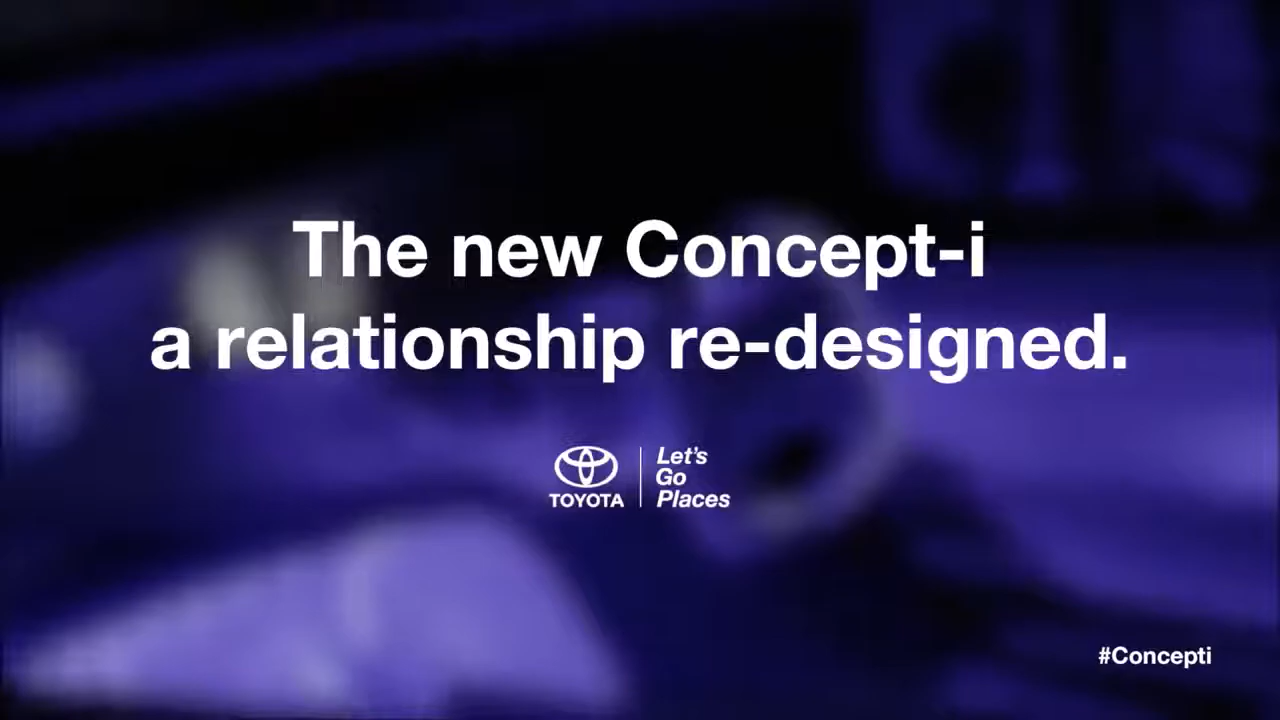 The new Concept-i
a relationship re-designed.
TOYOTA
Let's
Go
Places
#Concepti